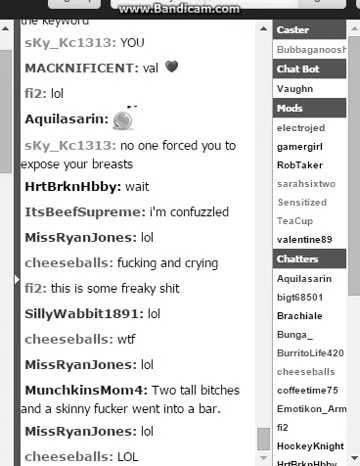 www.Bandicam.com
the keyword
sKy_Kc1313: YOU
MACKNIFICENT: val
fi2: lol
Aquilasarin:
sKy_Kc1313: no one forced you to
expose your breasts
HrtBrknHbby: wait
ItsBeefSupreme: i'm confuzzled
MissRyanJones: lol
cheeseballs: fucking and crying
fi2: this is some freaky shit
SillyWabbit1891: lol
cheeseballs: wtf
MissRyanJones: lol
MunchkinsMom4: Two tall bitches
and a skinny fucker went into a bar.
MissRyanJones: lol
cheeseballs: LOL
Caster
Bubbaganoosh
Chat Bot
Vaughn
Mods
electrojed
gamergirl
RobTaker
sarahsixtwo
Sensitized
TeaCup
valentine89
Chatters
Aquilasarin
bigt68501
Brachiale
Bunga_
BurritoLife420
cheeseballs
coffeetime75
Emotikon_Arm
fi2
HockeyKnight
HrtBrknHbby